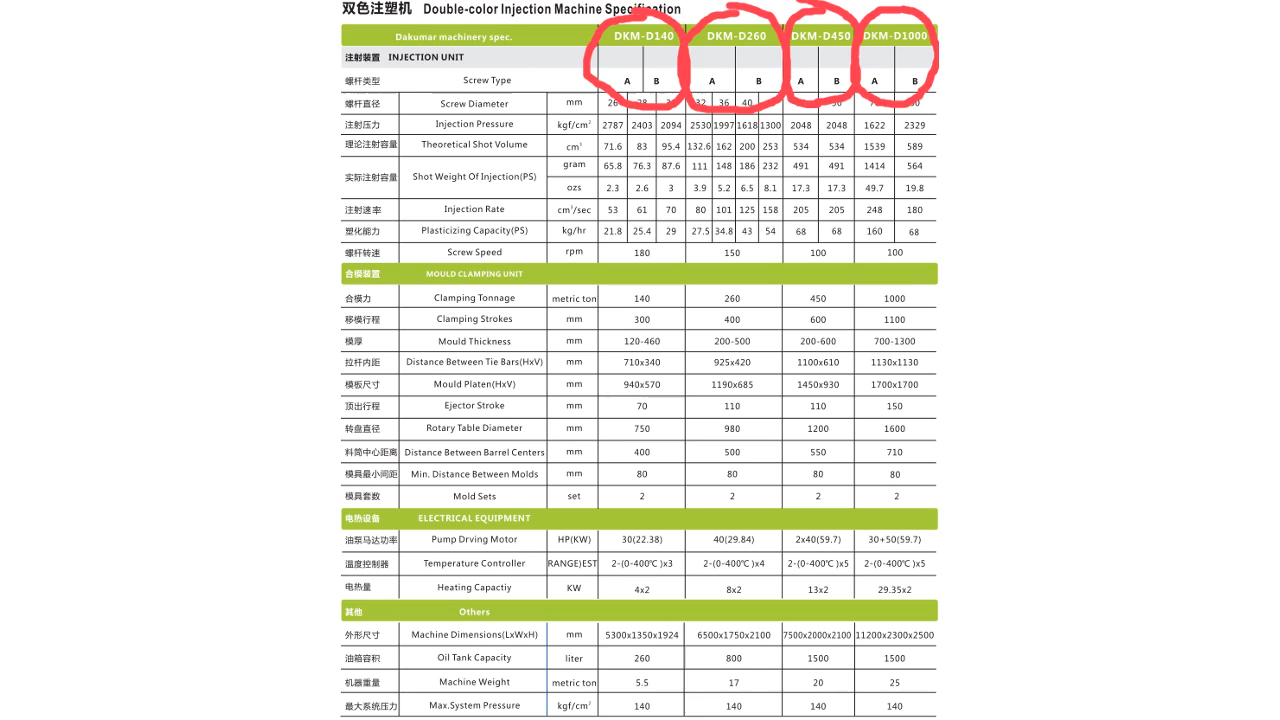 双色注塑机 Double-color Injection Machine Specification
Dakumar machinery spec. DKM-D140 DKM-D260 DKM-D450 DKM-D1000
注射装置 INJECTION UNIT
螺杆类型 Screw Type A B A B A B A B
螺杆直径 Screw Diameter mm 26 28 32 36 40
注射压力 Injection Pressure kgf/cm² 2787 2403 2094 2530 1997 1618 1300 2048 2048 1622 2329
理论注射容量 Theoretical Shot Volume cm³ 71.6 83 95.4 132.6 162 200 253 534 534 1539 589
实际注射容量 Shot Weight Of Injection(PS) gram 65.8 76.3 87.6 111 148 186 232 491 491 1414 564
ozs 2.3 2.6 3 3.9 5.2 6.5 8.1 17.3 17.3 49.7 19.8
注射速率 Injection Rate cm³/sec 53 61 70 80 101 125 158 205 205 248 180
塑化能力 Plasticizing Capacity(PS) kg/hr 21.8 25.4 29 27.5 34.8 43 54 68 68 160 68
螺杆转速 Screw Speed rpm 180 150 100 100
合模装置 MOULD CLAMPING UNIT
合模力 Clamping Tonnage metric ton 140 260 450 1000
移模行程 Clamping Strokes mm 300 400 600 1100
模厚 Mould Thickness mm 120-460 200-500 200-600 700-1300
拉杆内距 Distance Between Tie Bars(HxV) mm 710x340 925x420 1100x610 1130x1130
模板尺寸 Mould Platen(HxV) mm 940x570 1190x685 1450x930 1700x1700
顶出行程 Ejector Stroke mm 70 110 110 150
转盘直径 Rotary Table Diameter mm 750 980 1200 1600
料筒中心距离 Distance Between Barrel Centers mm 400 500 550 710
模具最小间距 Min. Distance Between Molds mm 80 80 80 80
模具套数 Mold Sets set 2 2 2 2
电热设备 ELECTRICAL EQUIPMENT
油泵马达功率 Pump Drving Motor HP(KW) 30(22.38) 40(29.84) 2x40(59.7) 30+50(59.7)
温度控制器 Temperature Controller RANGE)EST 2-(0-400℃ )x3 2-(0-400℃ )x4 2-(0-400℃ )x5 2-(0-400℃ )x5
电热量 Heating Capactiy KW 4x2 8x2 13x2 29.35x2
其他 Others
外形尺寸 Machine Dimensions(LxWxH) mm 5300x1350x1924 6500x1750x2100 7500x2000x2100 11200x2300x2500
油箱容积 Oil Tank Capacity liter 260 800 1500 1500
机器重量 Machine Weight metric ton 5.5 17 20 25
最大系统压力 Max.System Pressure kgf/cm² 140 140 140 140